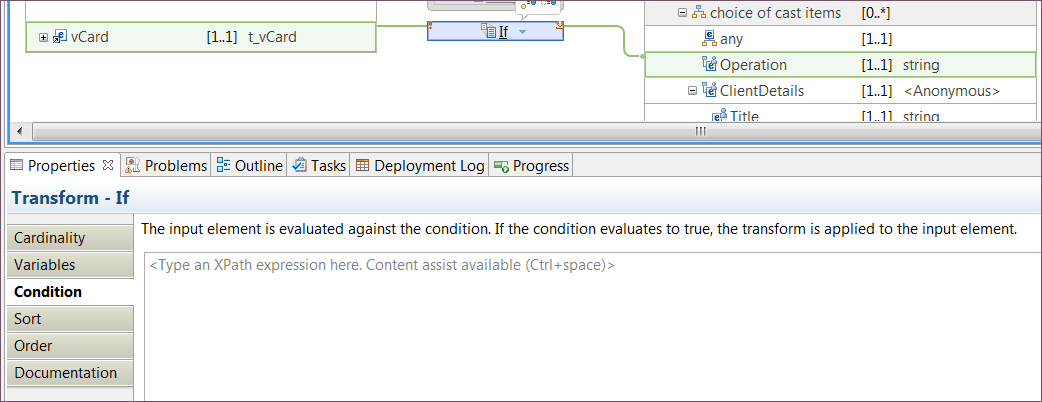 choice of cast items [0..*]
vCard [1..1] t_vCard
If
any [1..1]
Operation [1..1] string
ClientDetails [1..1] <Anonymous>
Title [1..1] string
Properties Problems Outline Tasks Deployment Log Progress
Transform - If
Cardinality
Variables
Condition
Sort
Order
Documentation
The input element is evaluated against the condition. If the condition evaluates to true, the transform is applied to the input element.
<Type an XPath expression here. Content assist available (Ctrl+space)>